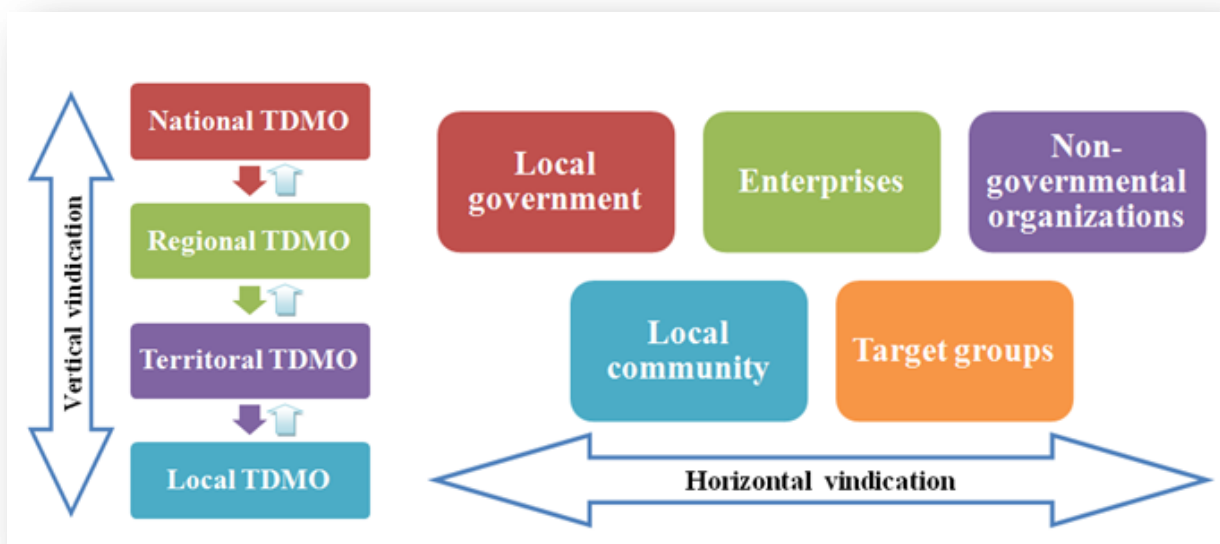 Vertical vindication
National TDMO
Regional TDMO
Territoral TDMO
Local TDMO
Local
government
Enterprises
Non-
governmental
organizations
Local
community
Target groups
Horizontal vindication